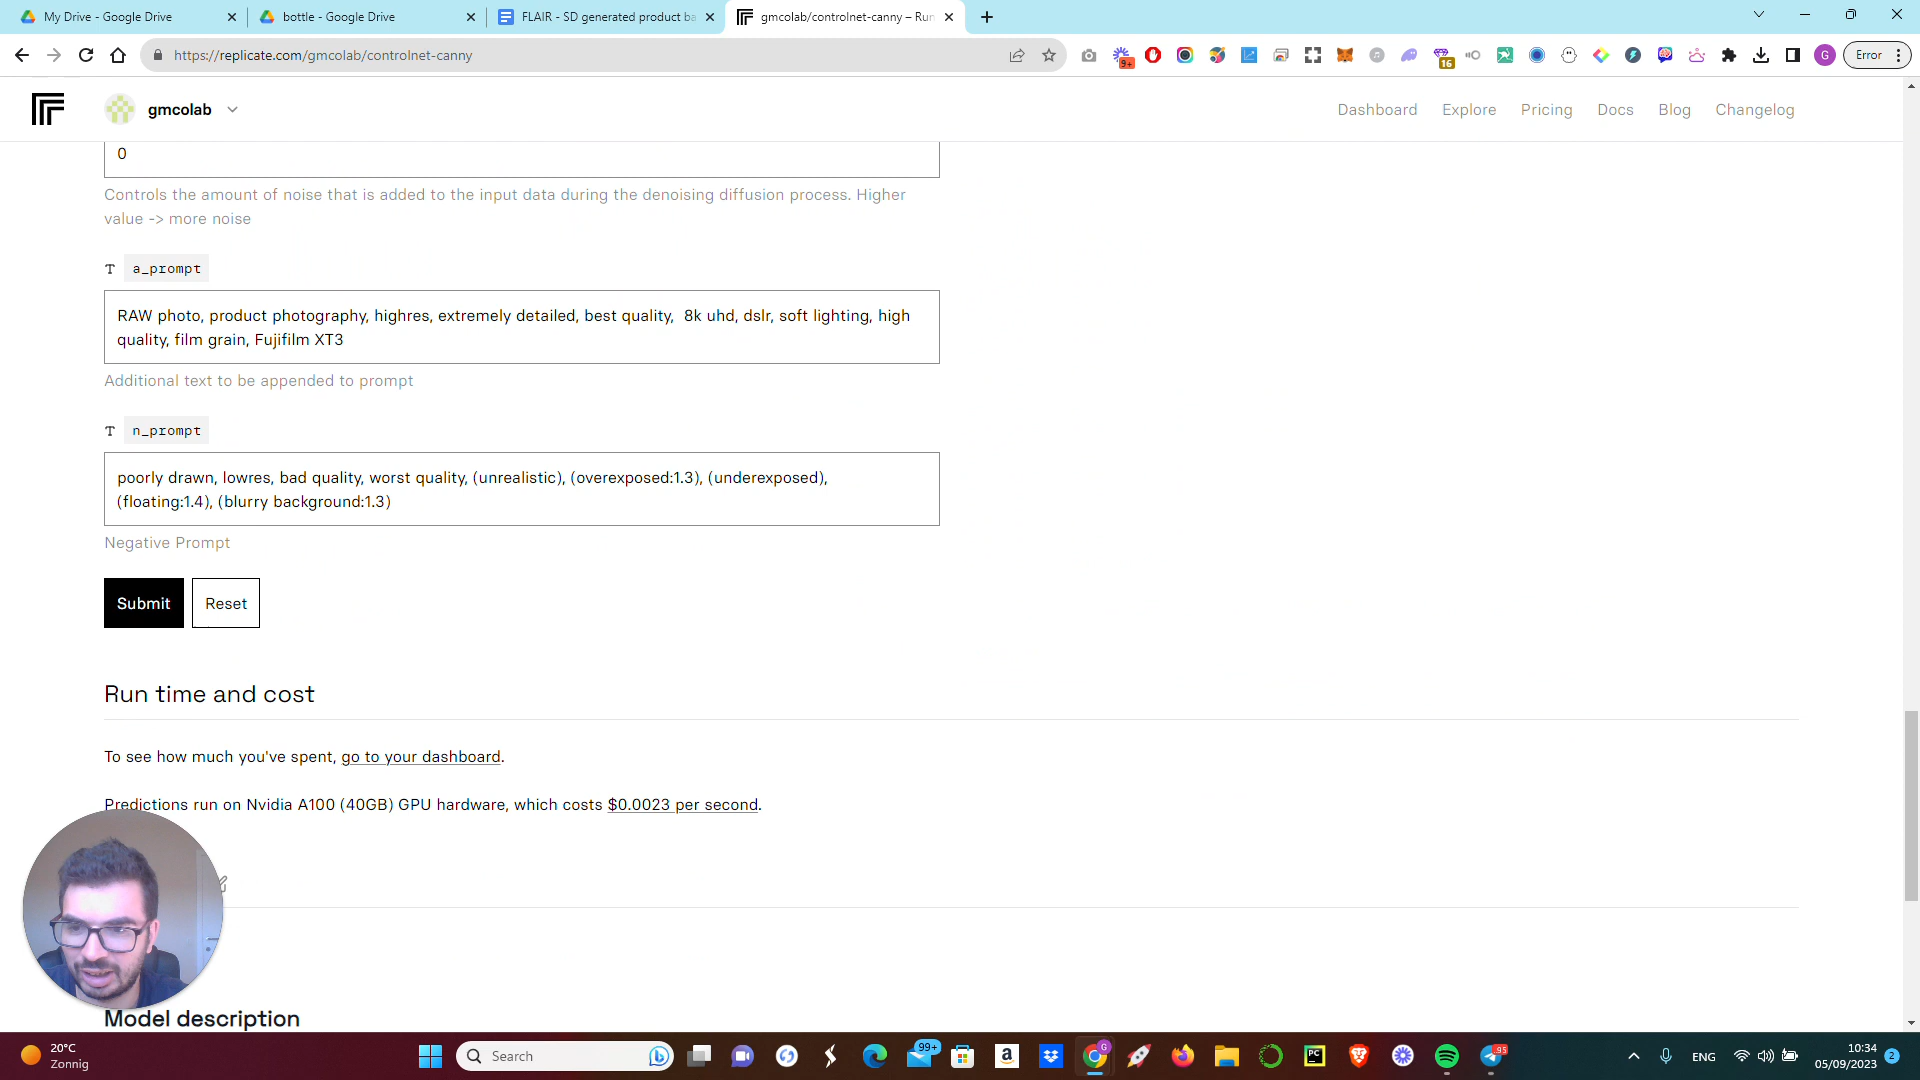 My Drive - Google Drive
bottle - Google Drive
FLAIR - SD generated product ba
gmcolab/controlnet-canny – Run
https://replicate.com/gmcolab/controlnet-canny
9+
16
G
Error
gmcolab
Dashboard
Explore
Pricing
Docs
Blog
Changelog
0
Controls the amount of noise that is added to the input data during the denoising diffusion process. Higher
value -> more noise
T a_prompt
RAW photo, product photography, highres, extremely detailed, best quality, 8k uhd, dslr, soft lighting, high
quality, film grain, Fujifilm XT3
Additional text to be appended to prompt
T n_prompt
poorly drawn, lowres, bad quality, worst quality, (unrealistic), (overexposed:1.3), (underexposed),
(floating:1.4), (blurry background:1.3)
Negative Prompt
Submit
Reset
Run time and cost
To see how much you've spent, go to your dashboard.
Predictions run on Nvidia A100 (40GB) GPU hardware, which costs $0.0023 per second.
Model description
20°C
Zonnig
Search
99+
a
PC
G
95
ENG
10:34
05/09/2023
2